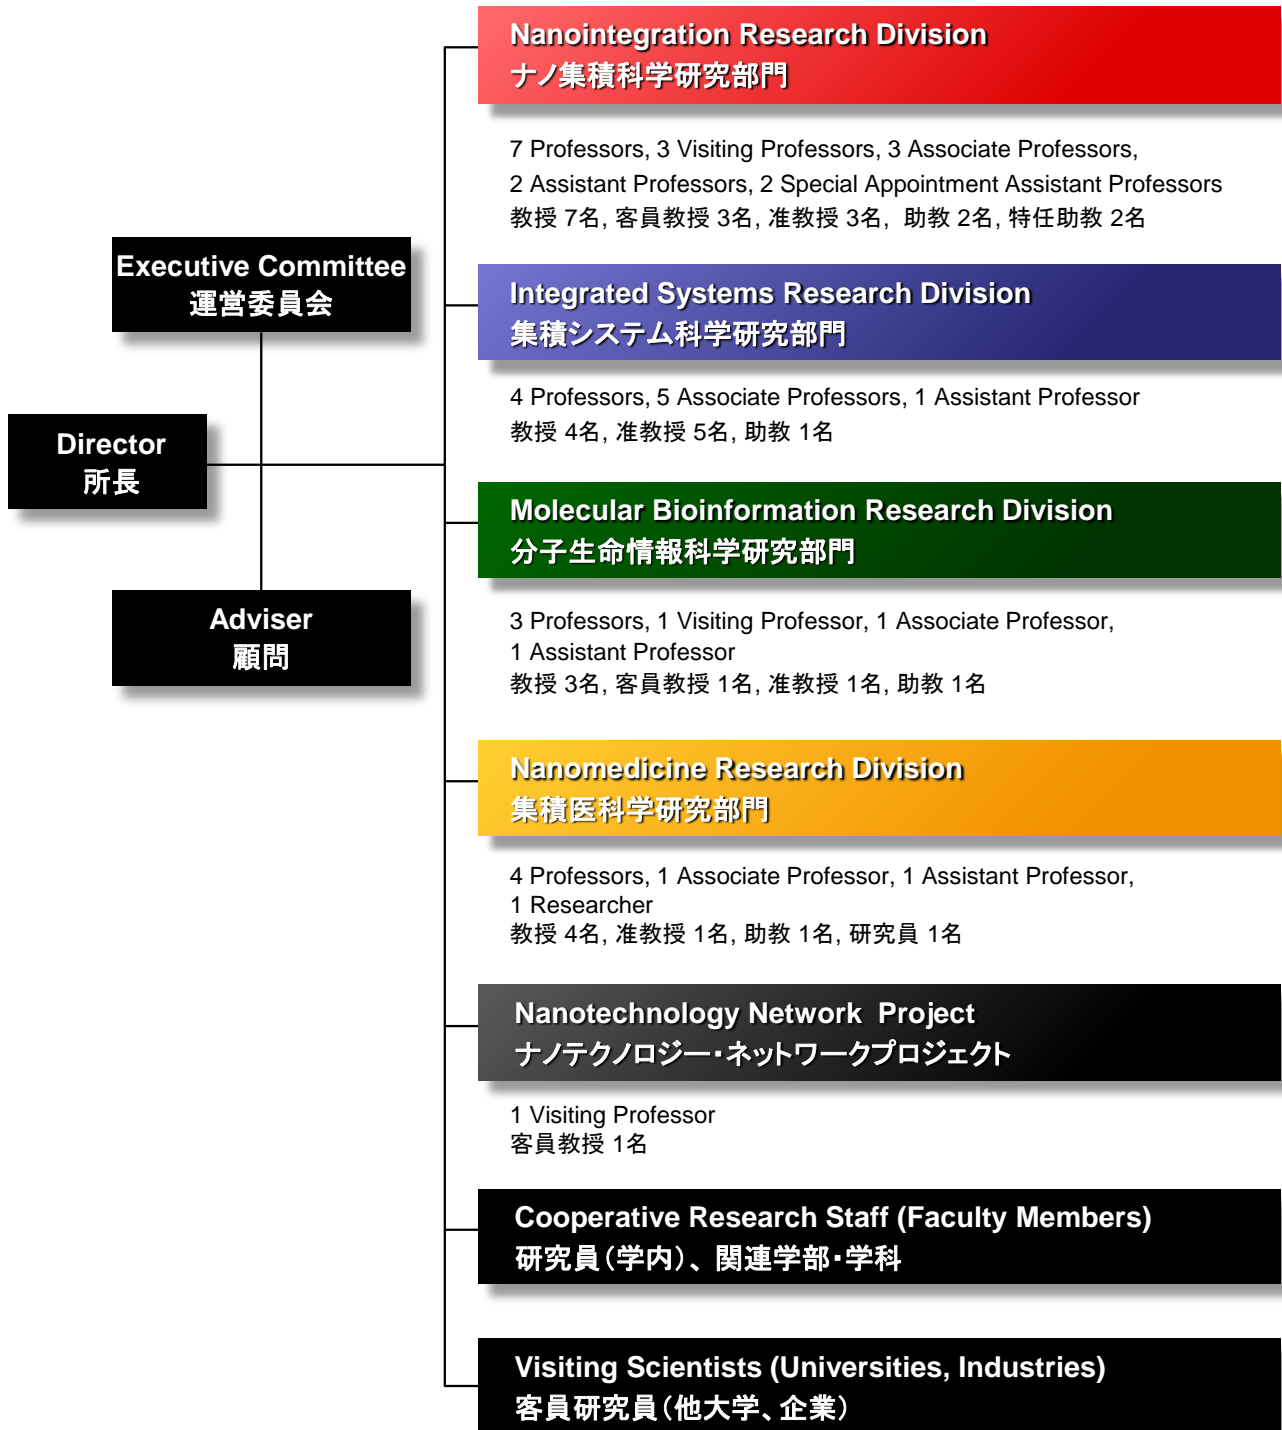 Nanointegration Research Division
ナノ集積科学研究部門
7 Professors, 3 Visiting Professors, 3 Associate Professors,
2 Assistant Professors, 2 Special Appointment Assistant Professors
教授 7名, 客員教授 3名, 准教授 3名, 助教 2名, 特任助教 2名
Executive Committee
運営委員会
Integrated Systems Research Division
集積システム科学研究部門
4 Professors, 5 Associate Professors, 1 Assistant Professor
教授 4名, 准教授 5名, 助教 1名
Director
所長
Molecular Bioinformation Research Division
分子生命情報科学研究部門
Adviser
顧問
3 Professors, 1 Visiting Professor, 1 Associate Professor,
1 Assistant Professor
教授 3名, 客員教授 1名, 准教授 1名, 助教 1名
Nanomedicine Research Division
集積医科学研究部門
4 Professors, 1 Associate Professor, 1 Assistant Professor,
1 Researcher
教授 4名, 准教授 1名, 助教 1名, 研究員 1名
Nanotechnology Network Project
ナノテクノロジー・ネットワークプロジェクト
1 Visiting Professor
客員教授 1名
Cooperative Research Staff (Faculty Members)
研究員（学内）、関連学部・学科
Visiting Scientists (Universities, Industries)
客員研究員（他大学、企業）